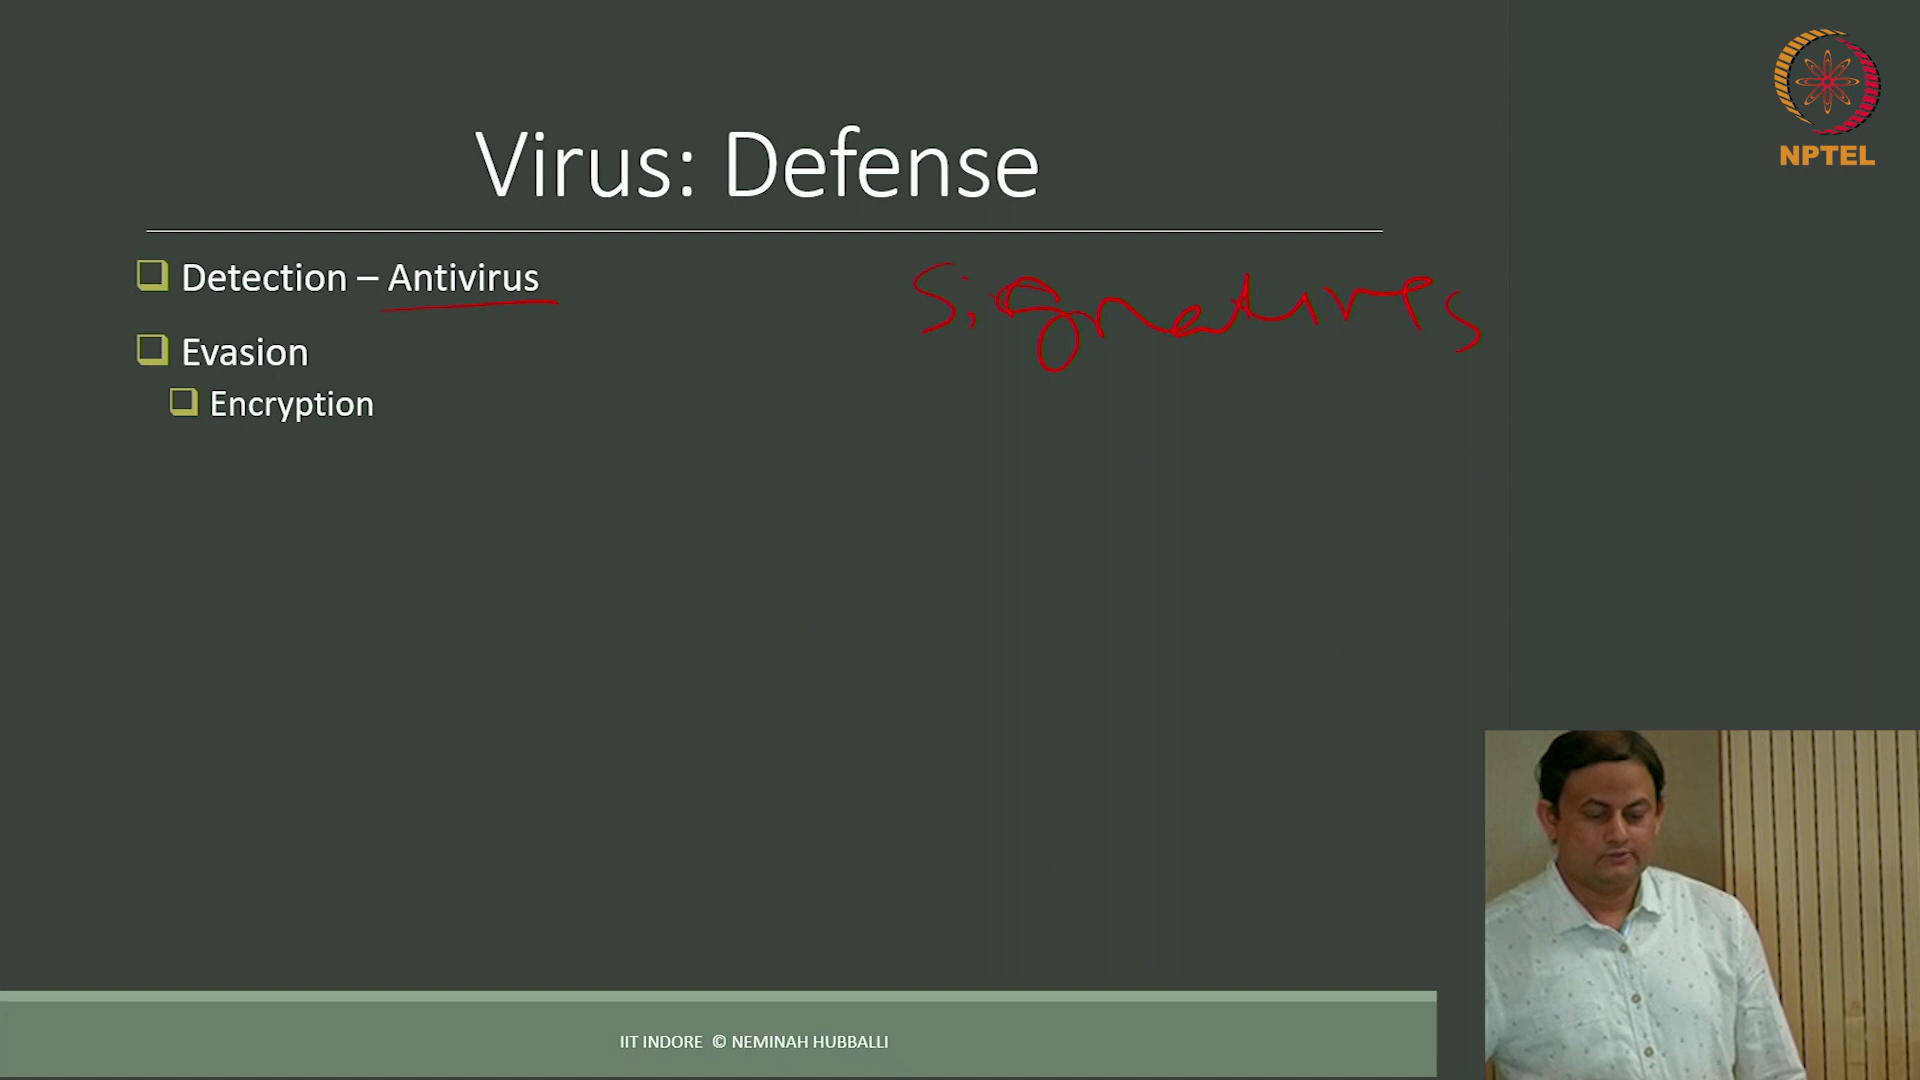 NPTEL
Virus: Defense
Detection – Antivirus
Signatures
Evasion
Encryption
IIT INDORE © NEMINAH HUBBALLI